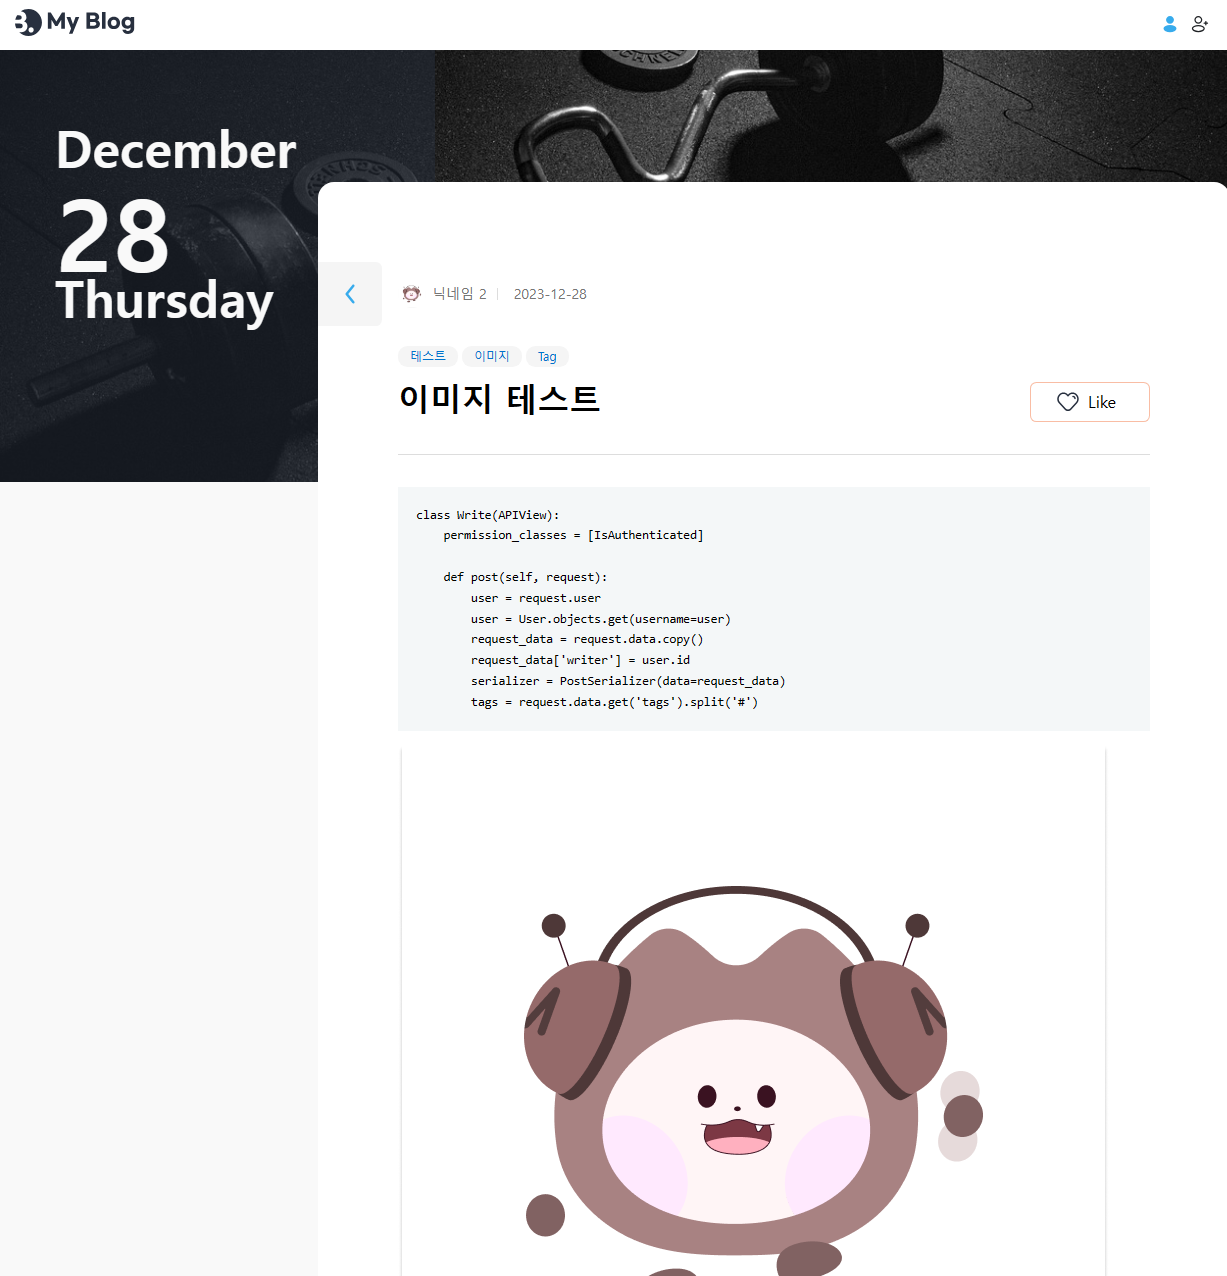 My Blog
December
28
Thursday
닉네임 2
2023-12-28
테스트 이미지 Tag
이미지 테스트
Like
class Write(APIView):
    permission_classes = [IsAuthenticated]

    def post(self, request):
        user = request.user
        user = User.objects.get(username=user)
        request_data = request.data.copy()
        request_data['writer'] = user.id
        serializer = PostSerializer(data=request_data)
        tags = request.data.get('tags').split('#')